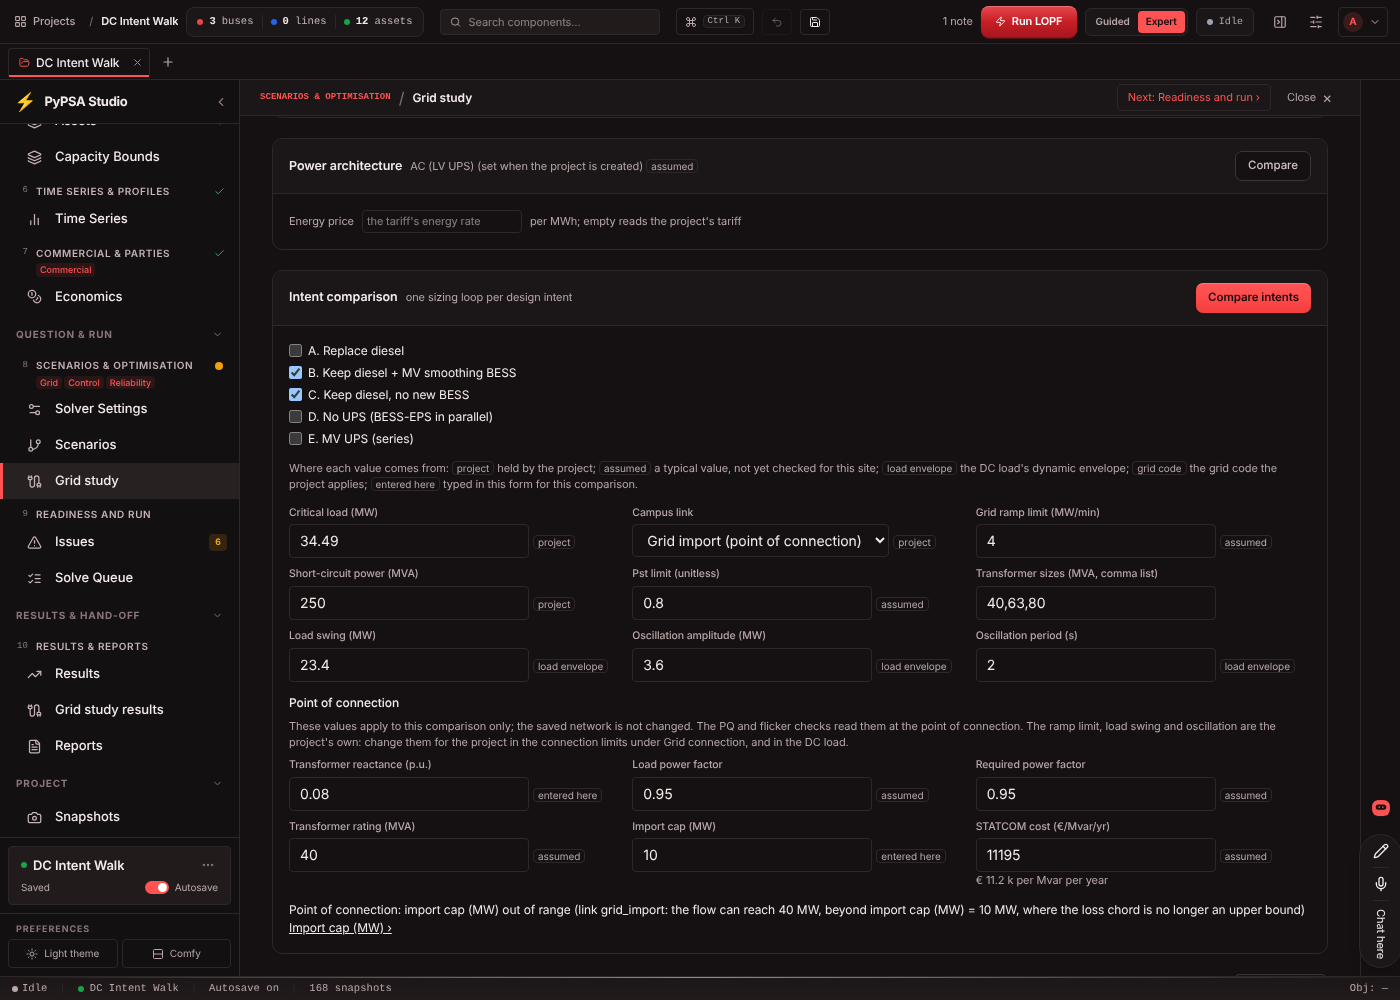 Projects / DC Intent Walk
3 buses 0 lines 12 assets
Search components...
⌘ Ctrl K
1 note
Run LOPF
Guided Expert
Idle
A
DC Intent Walk
PyPSA Studio
Assets
Capacity Bounds
6 TIME SERIES & PROFILES
Time Series
7 COMMERCIAL & PARTIES
Commercial
Economics
QUESTION & RUN
8 SCENARIOS & OPTIMISATION
Grid Control Reliability
Solver Settings
Scenarios
Grid study
9 READINESS AND RUN
Issues 6
Solve Queue
RESULTS & HAND-OFF
10 RESULTS & REPORTS
Results
Grid study results
Reports
PROJECT
Snapshots
DC Intent Walk
Saved Autosave
PREFERENCES
Light theme Comfy
SCENARIOS & OPTIMISATION / Grid study
Next: Readiness and run › Close ×
Power architecture AC (LV UPS) (set when the project is created) assumed Compare
Energy price the tariff's energy rate per MWh; empty reads the project's tariff
Intent comparison one sizing loop per design intent Compare intents
A. Replace diesel
B. Keep diesel + MV smoothing BESS
C. Keep diesel, no new BESS
D. No UPS (BESS-EPS in parallel)
E. MV UPS (series)
Where each value comes from: project held by the project; assumed a typical value, not yet checked for this site; load envelope the DC load's dynamic envelope; grid code the grid code the
project applies; entered here typed in this form for this comparison.
Critical load (MW) Campus link Grid ramp limit (MW/min)
34.49 project Grid import (point of connection) project 4 assumed
Short-circuit power (MVA) Pst limit (unitless) Transformer sizes (MVA, comma list)
250 project 0.8 assumed 40,63,80
Load swing (MW) Oscillation amplitude (MW) Oscillation period (s)
23.4 load envelope 3.6 load envelope 2 load envelope
Point of connection
These values apply to this comparison only; the saved network is not changed. The PQ and flicker checks read them at the point of connection. The ramp limit, load swing and oscillation are the
project's own: change them for the project in the connection limits under Grid connection, and in the DC load.
Transformer reactance (p.u.) Load power factor Required power factor
0.08 entered here 0.95 assumed 0.95 assumed
Transformer rating (MVA) Import cap (MW) STATCOM cost (€/Mvar/yr)
40 assumed 10 entered here 11195 assumed
€ 11.2 k per Mvar per year
Point of connection: import cap (MW) out of range (link grid_import: the flow can reach 40 MW, beyond import cap (MW) = 10 MW, where the loss chord is no longer an upper bound)
Import cap (MW) ›
Chat here
Idle DC Intent Walk Autosave on 168 snapshots Obj: —